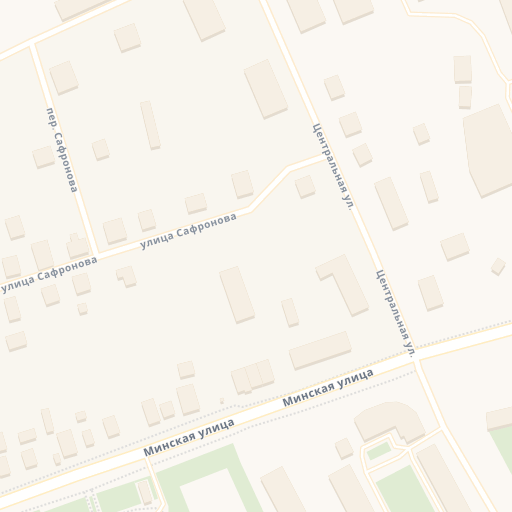 пер. Сафронова
Центральная ул.
улица Сафронова
улица Сафронова
Центральная ул.
Минская улица
Минская улица